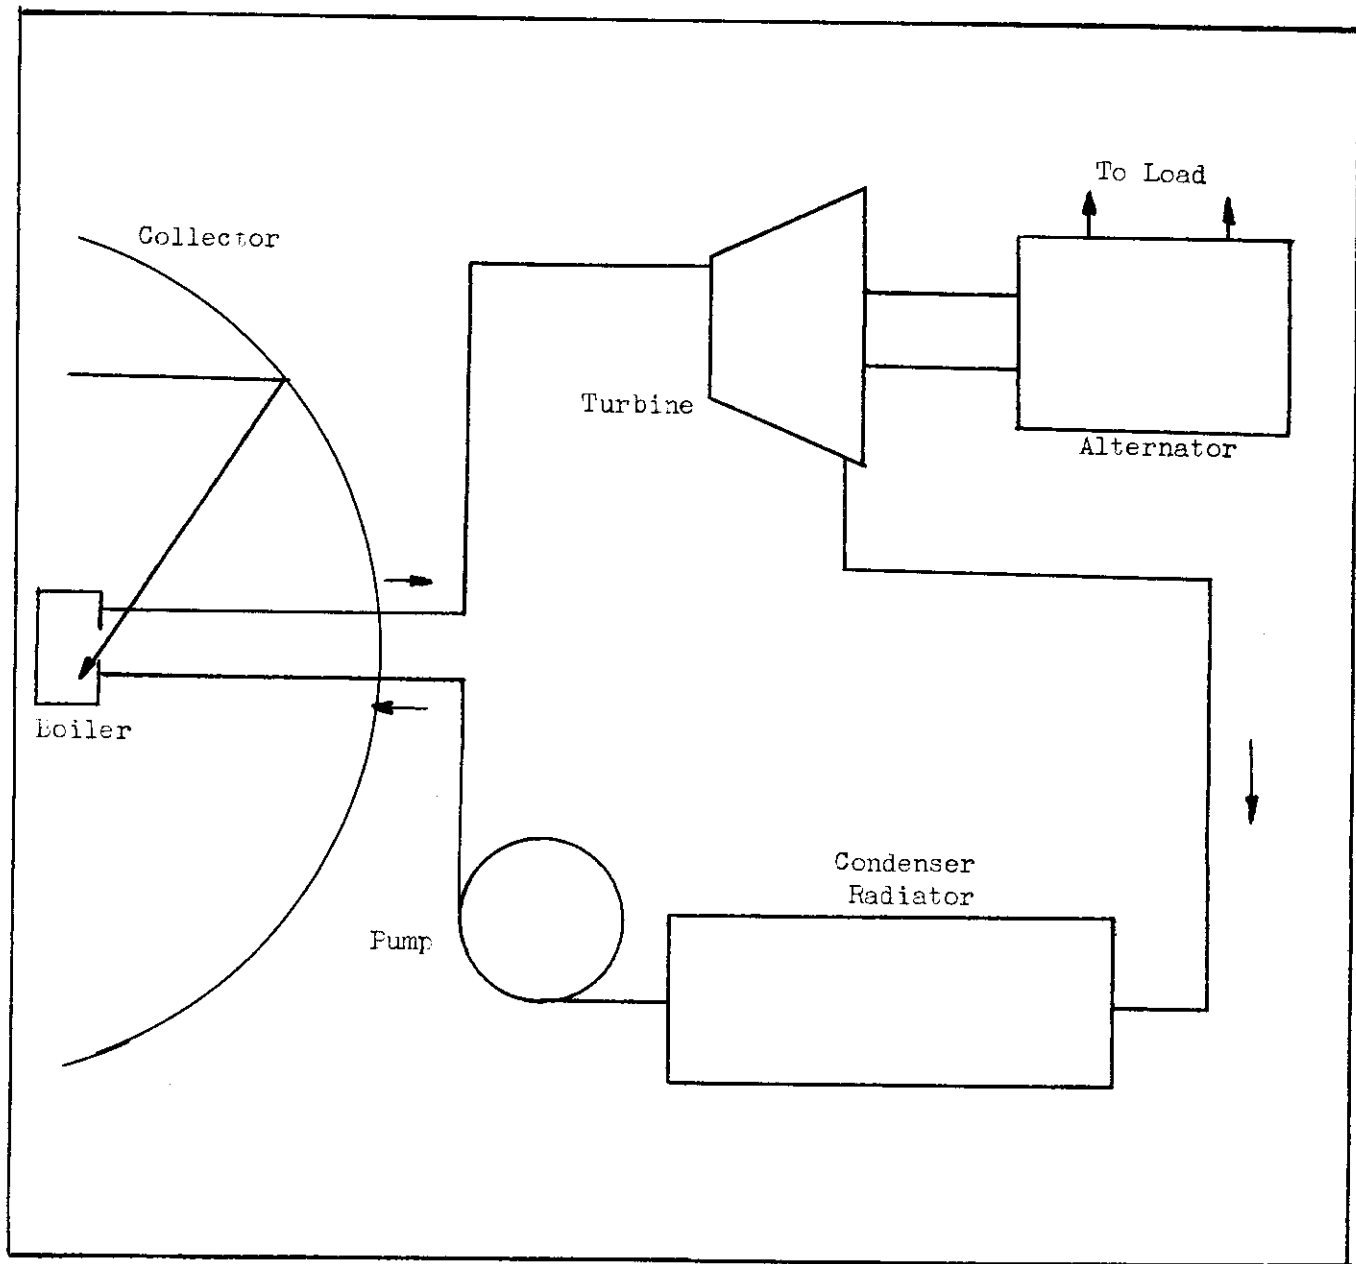 To Load
Collector
Turbine
Alternator
Boiler
Condenser
Radiator
Pump